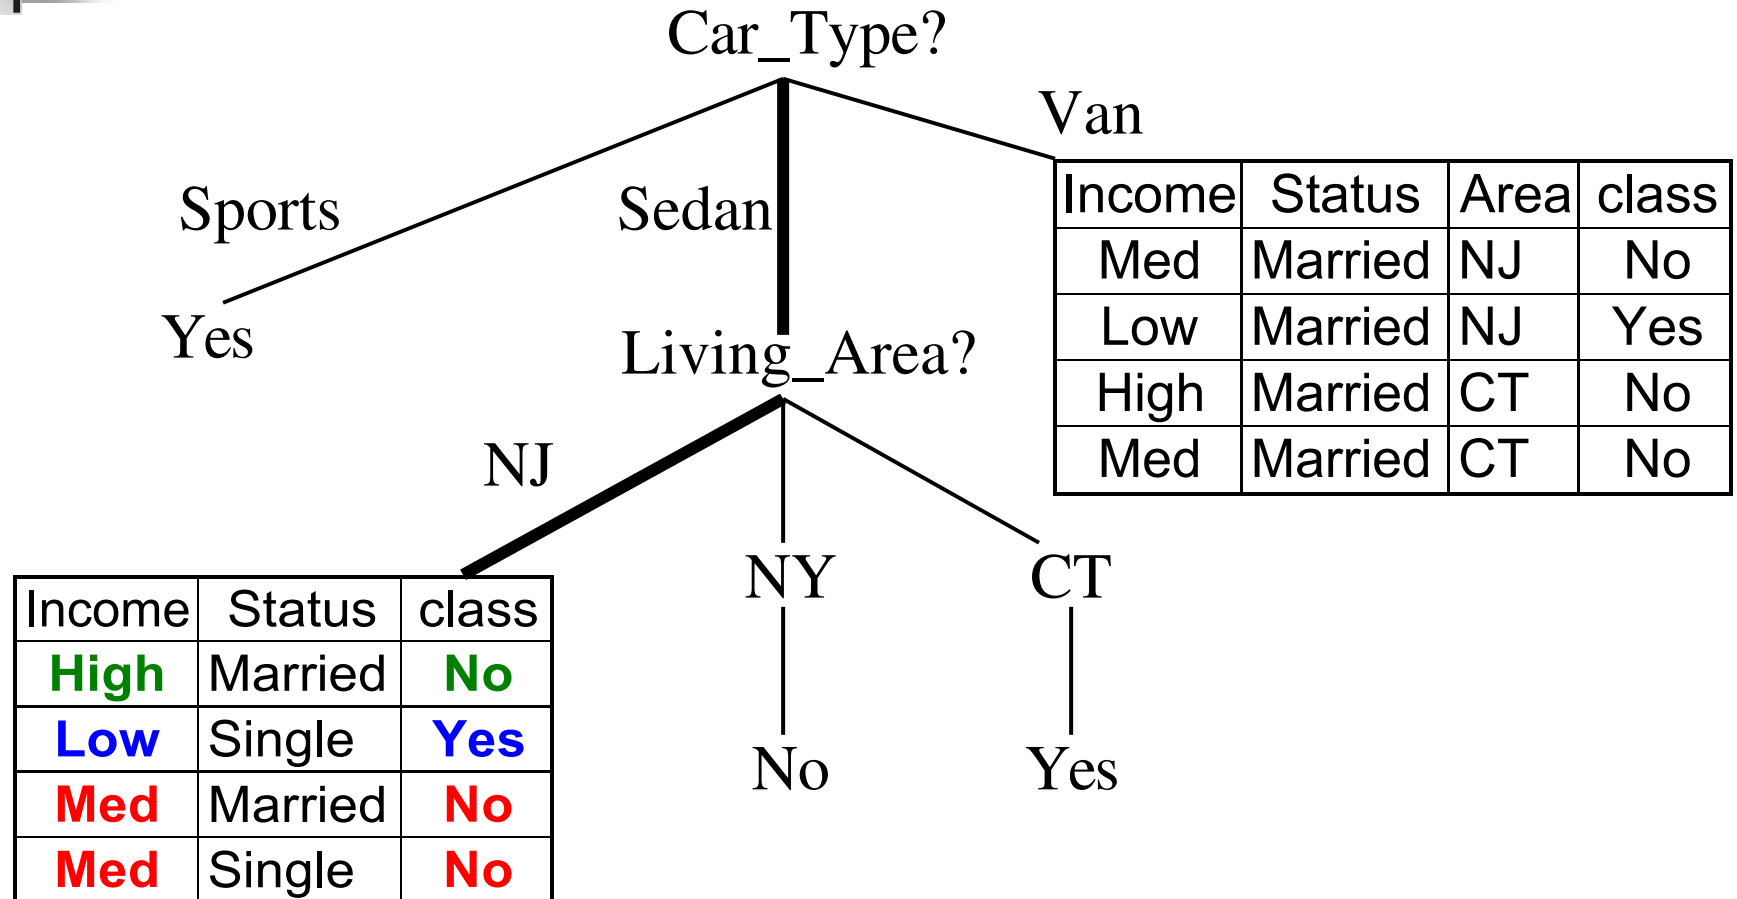 Car_Type?
Van
Sports
Sedan
Income Status Area class
Med Married NJ No
Low Married NJ Yes
High Married CT No
Med Married CT No
Yes
Living_Area?
NJ
NY
CT
Income Status class
High Married No
Low Single Yes
Med Married No
Med Single No
No
Yes